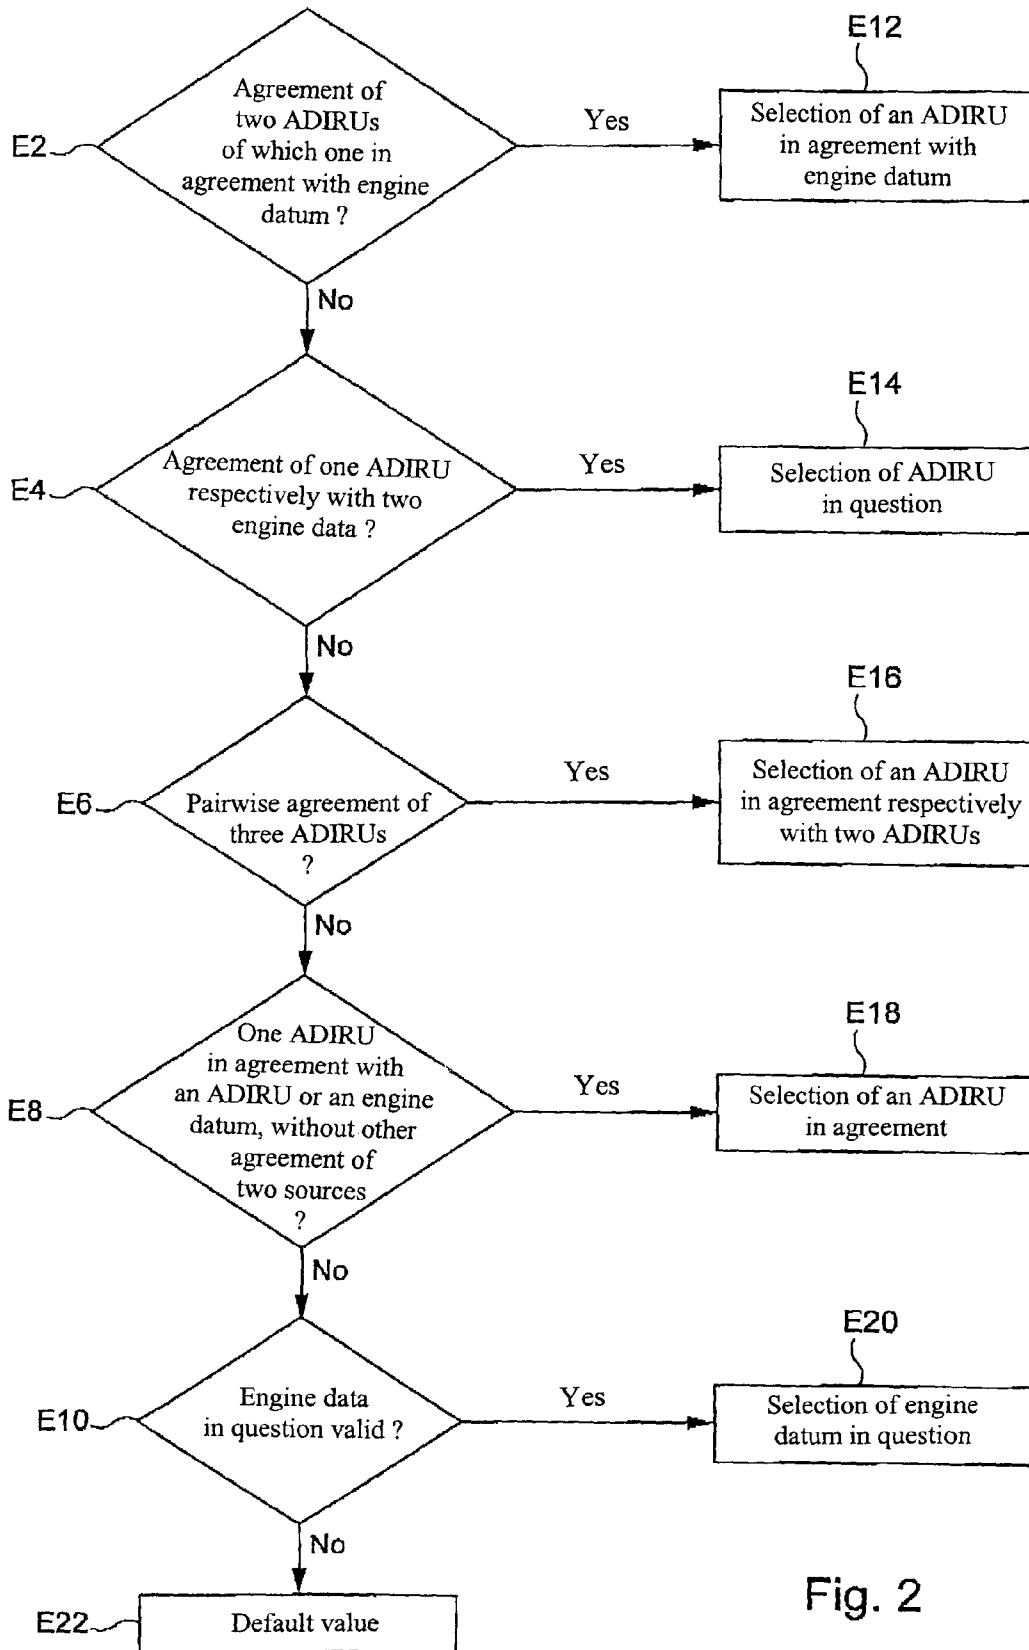 E12
Agreement of
two ADIRUs
of which one in
agreement with engine
datum ?
E2
Yes
Selection of an ADIRU
in agreement with
engine datum
No
E14
Agreement of one ADIRU
respectively with two
engine data ?
E4
Yes
Selection of ADIRU
in question
No
E16
Pairwise agreement of
three ADIRUs
?
E6
Yes
Selection of an ADIRU
in agreement respectively
with two ADIRUs
No
E18
One ADIRU
in agreement with
an ADIRU or an engine
datum, without other
agreement of
two sources
?
E8
Yes
Selection of an ADIRU
in agreement
No
E20
Engine data
in question valid ?
E10
Yes
Selection of engine
datum in question
No
E22
Default value
Fig. 2